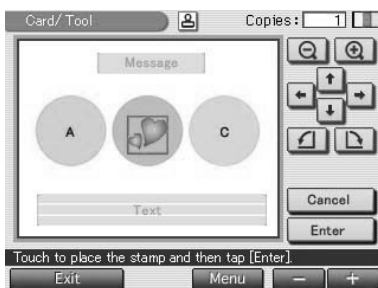 Card/Tool Copies: 1
Message
A C
Text
Cancel
Enter
Touch to place the stamp and then tap [Enter].
Exit Menu − +